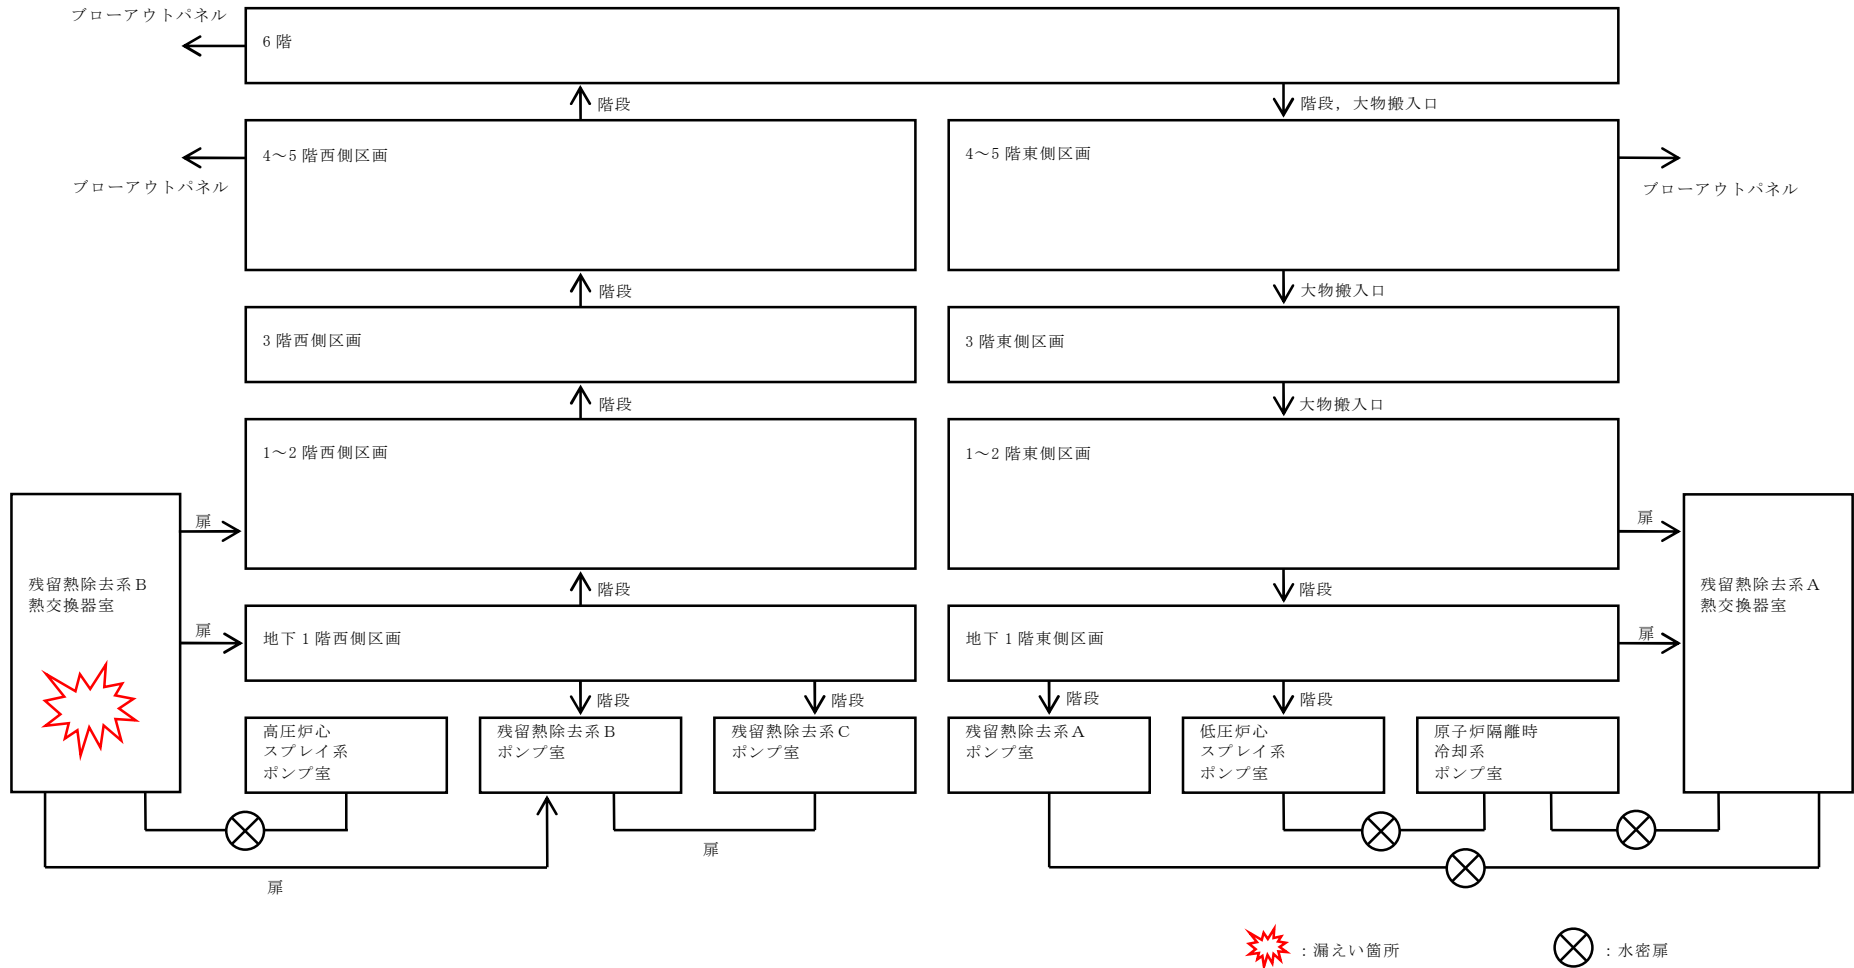 ブローアウトパネル
6 階
階段
階段，大物搬入口
4～5 階西側区画
4～5 階東側区画
ブローアウトパネル
ブローアウトパネル
階段
大物搬入口
3 階西側区画
3 階東側区画
階段
大物搬入口
1～2 階西側区画
1～2 階東側区画
扉
扉
残留熱除去系Ｂ
熱交換器室
階段
階段
残留熱除去系Ａ
熱交換器室
扉
地下 1 階西側区画
地下 1 階東側区画
扉
階段
階段
階段
階段
高圧炉心
スプレイ系
ポンプ室
残留熱除去系Ｂ
ポンプ室
残留熱除去系Ｃ
ポンプ室
残留熱除去系Ａ
ポンプ室
低圧炉心
スプレイ系
ポンプ室
原子炉隔離時
冷却系
ポンプ室
扉
扉
：漏えい箇所
：水密扉